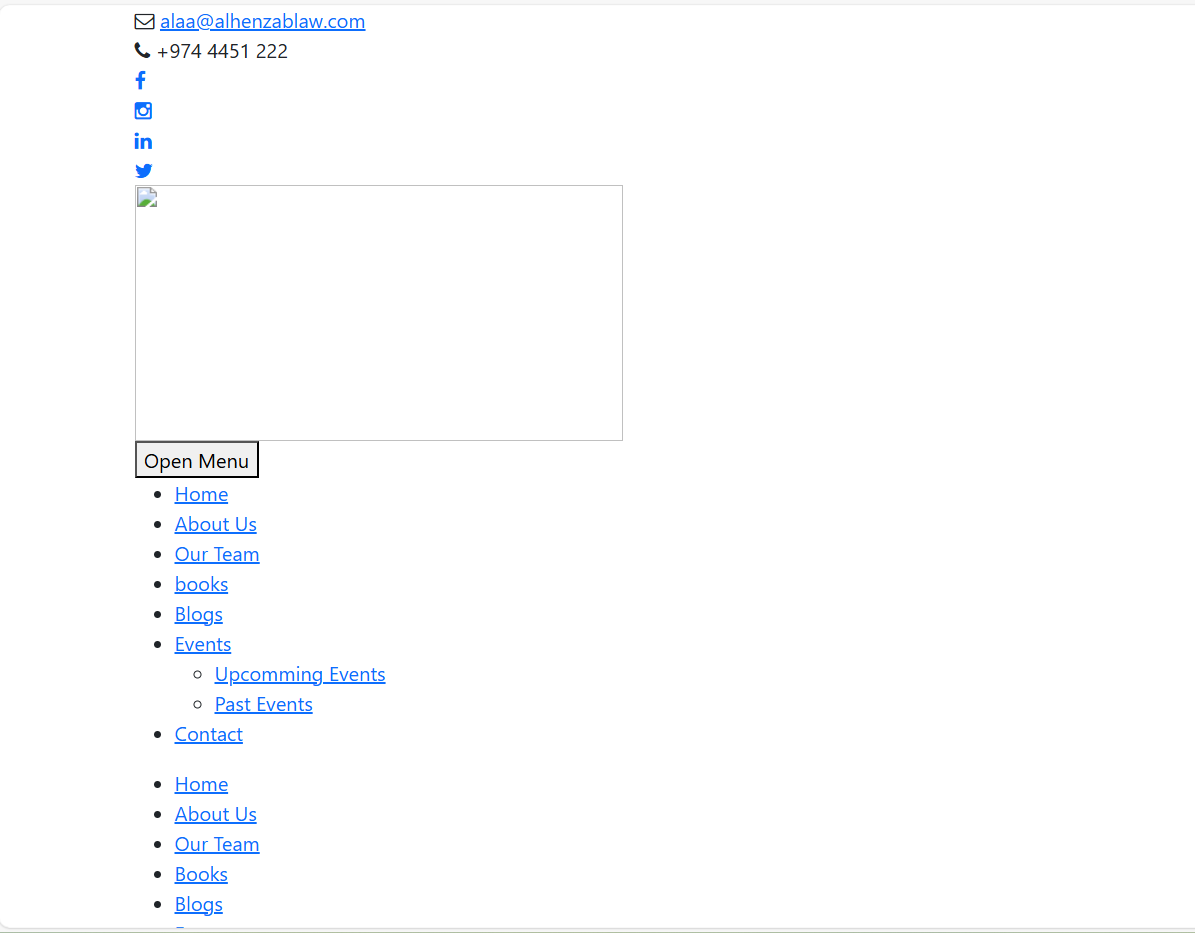 alaa@alhenzablaw.com
+974 4451 222
Open Menu
Home
About Us
Our Team
books
Blogs
Events
Upcomming Events
Past Events
Contact
Home
About Us
Our Team
Books
Blogs